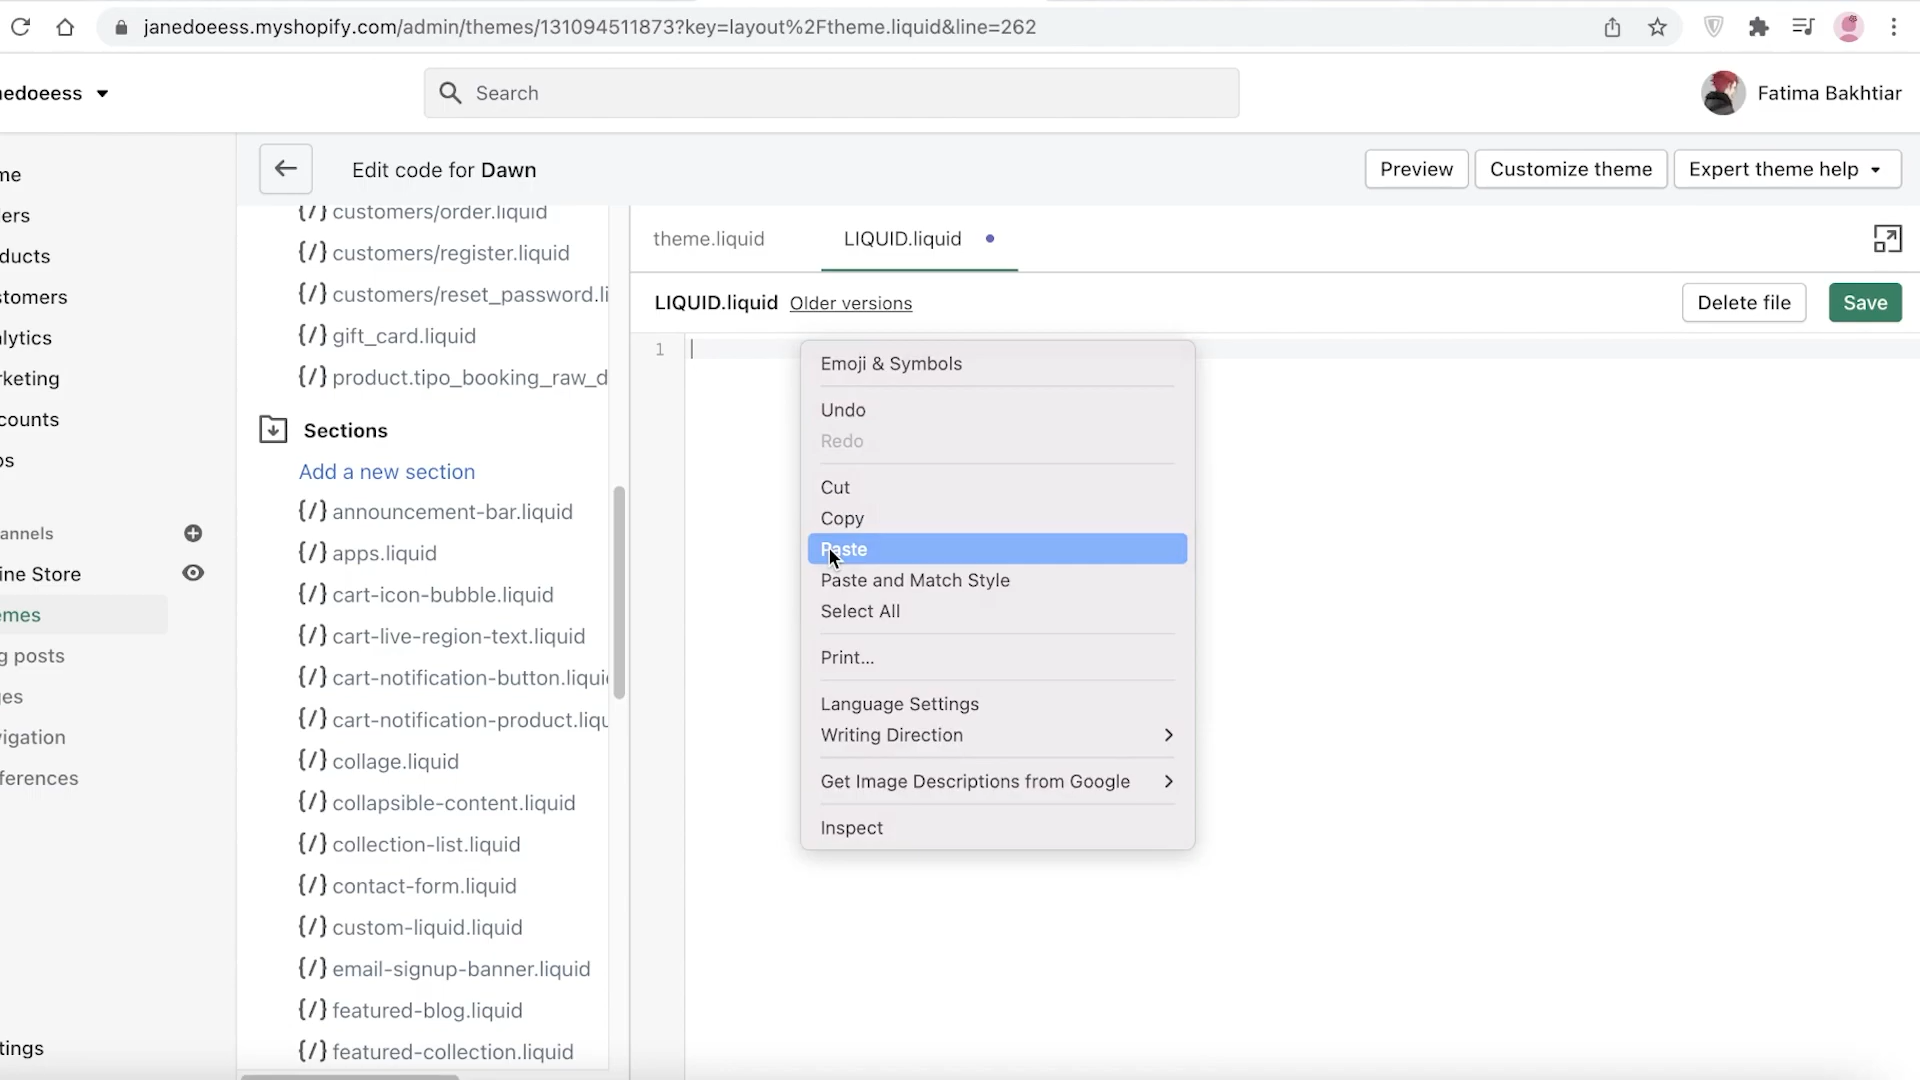 janedoeess.myshopify.com/admin/themes/131094511873?key=layout%2Ftheme.liquid&line=262
nedoeess
Search
Fatima Bakhtiar
me
ers
ducts
stomers
lytics
keting
counts
os
annels
ine Store
emes
g posts
ges
vigation
ferences
tings
Edit code for Dawn
Preview
Customize theme
Expert theme help
{/} customers/order.liquid
{/} customers/register.liquid
{/} customers/reset_password.li
{/} gift_card.liquid
{/} product.tipo_booking_raw_d
Sections
Add a new section
{/} announcement-bar.liquid
{/} apps.liquid
{/} cart-icon-bubble.liquid
{/} cart-live-region-text.liquid
{/} cart-notification-button.liquid
{/} cart-notification-product.liqu
{/} collage.liquid
{/} collapsible-content.liquid
{/} collection-list.liquid
{/} contact-form.liquid
{/} custom-liquid.liquid
{/} email-signup-banner.liquid
{/} featured-blog.liquid
{/} featured-collection.liquid
theme.liquid
LIQUID.liquid
LIQUID.liquid Older versions
Delete file
Save
1
Emoji & Symbols
Undo
Redo
Cut
Copy
Paste
Paste and Match Style
Select All
Print...
Language Settings
Writing Direction
Get Image Descriptions from Google
Inspect